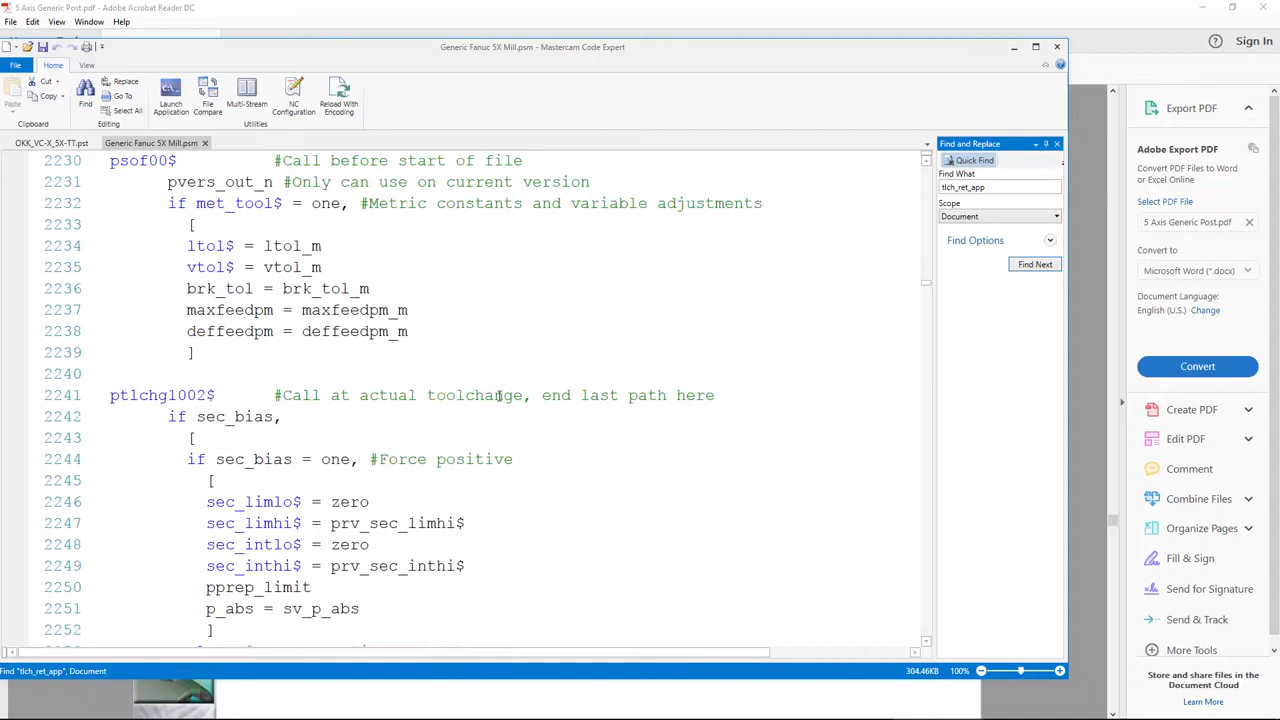 5 Axis Generic Post.pdf - Adobe Acrobat Reader DC
File Edit View Window Help
Sign In
Generic Fanuc 5X Mill.psm - Mastercam Code Expert
File Home View
Paste
Cut
Copy
Clipboard
Find
Replace
Go To
Select All
Editing
Launch Application
File Compare
Multi-Stream
NC Configuration
Reload With Encoding
Utilities
OKK_VC-X_5X-TT.pst
Generic Fanuc 5X Mill.psm
2230 psof00$ #Call before start of file
2231 pvers_out_n #Only can use on current version
2232 if met_tool$ = one, #Metric constants and variable adjustments
2233 [
2234 ltol$ = ltol_m
2235 vtol$ = vtol_m
2236 brk_tol = brk_tol_m
2237 maxfeedpm = maxfeedpm_m
2238 deffeedpm = deffeedpm_m
2239 ]
2240
2241 ptlchg1002$ #Call at actual toolchange, end last path here
2242 if sec_bias,
2243 [
2244 if sec_bias = one, #Force positive
2245 [
2246 sec_limlo$ = zero
2247 sec_limhi$ = prv_sec_limhi$
2248 sec_intlo$ = zero
2249 sec_inthi$ = prv_sec_inthi$
2250 pprep_limit
2251 p_abs = sv_p_abs
2252 ]
Find "tlch_ret_app", Document
304.46KB 100%
Find and Replace
Quick Find
Find What
tlch_ret_app
Scope
Document
Find Options
Find Next
Export PDF
Adobe Export PDF
Convert PDF Files to Word
or Excel Online
Select PDF File
5 Axis Generic Post.pdf
Convert to
Microsoft Word (*.docx)
Document Language:
English (U.S.) Change
Convert
Create PDF
Edit PDF
Comment
Combine Files
Organize Pages
Fill & Sign
Send for Signature
Send & Track
More Tools
Store and share files in the
Document Cloud
Learn More